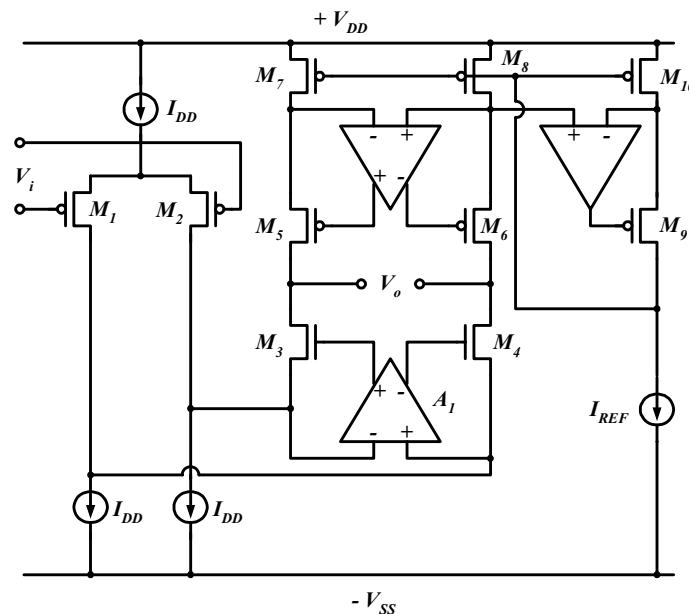 + V_DD
M_7
M_8
M_10
I_DD
- + + -
V_i
+ -
M_1 M_2
M_5 M_6 M_9
V_o
M_3 M_4
+ - A_1
I_REF
- +
I_DD I_DD
- V_SS